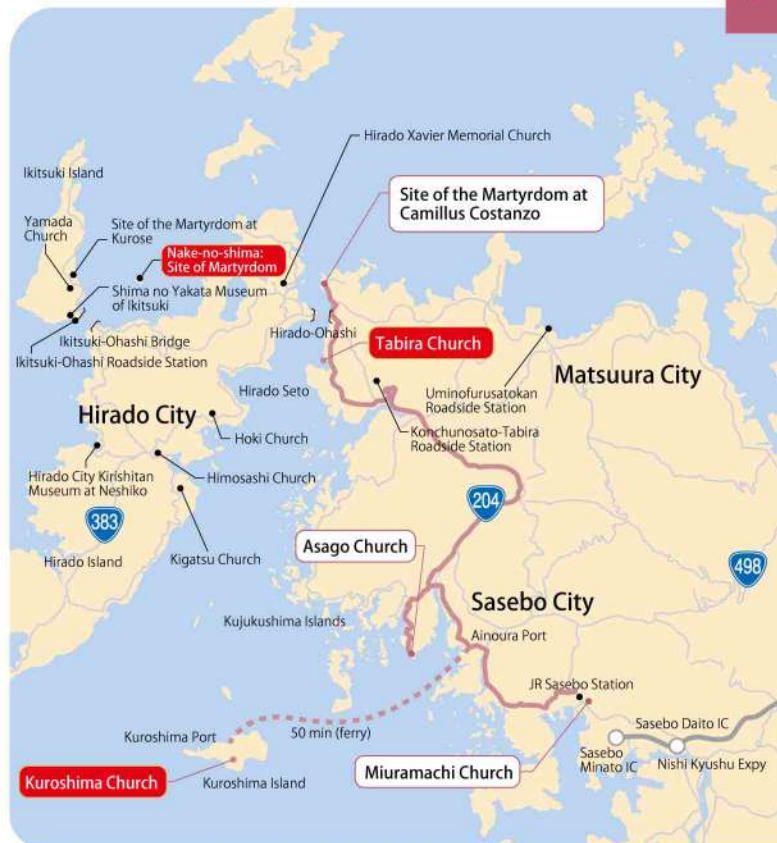 Hirado Xavier Memorial Church
Ikitsuki Island
Site of the Martyrdom at
Camillus Costanzo
Yamada
Church
Site of the Martyrdom at
Kurose
Nake-no-shima:
Site of Martyrdom
Shima no Yakata Museum
of Ikitsuki
Ikitsuki-Ohashi Bridge
Ikitsuki-Ohashi Roadside Station
Hirado-Ohashi
Tabira Church
Matsuura City
Uminofurusatokan
Roadside Station
Hirado Seto
Hirado City
Konchunosato-Tabira
Roadside Station
Hoki Church
Hirado City Kirishitan
Museum at Neshiko
Himosashi Church
204
383
Asago Church
498
Hirado Island
Kigatsu Church
Sasebo City
Kujukushima Islands
Ainoura Port
JR Sasebo Station
Sasebo Daito IC
Kuroshima Port
50 min (ferry)
Sasebo
Minato IC
Nishi Kyushu Expy
Kuroshima Church
Kuroshima Island
Miuramachi Church